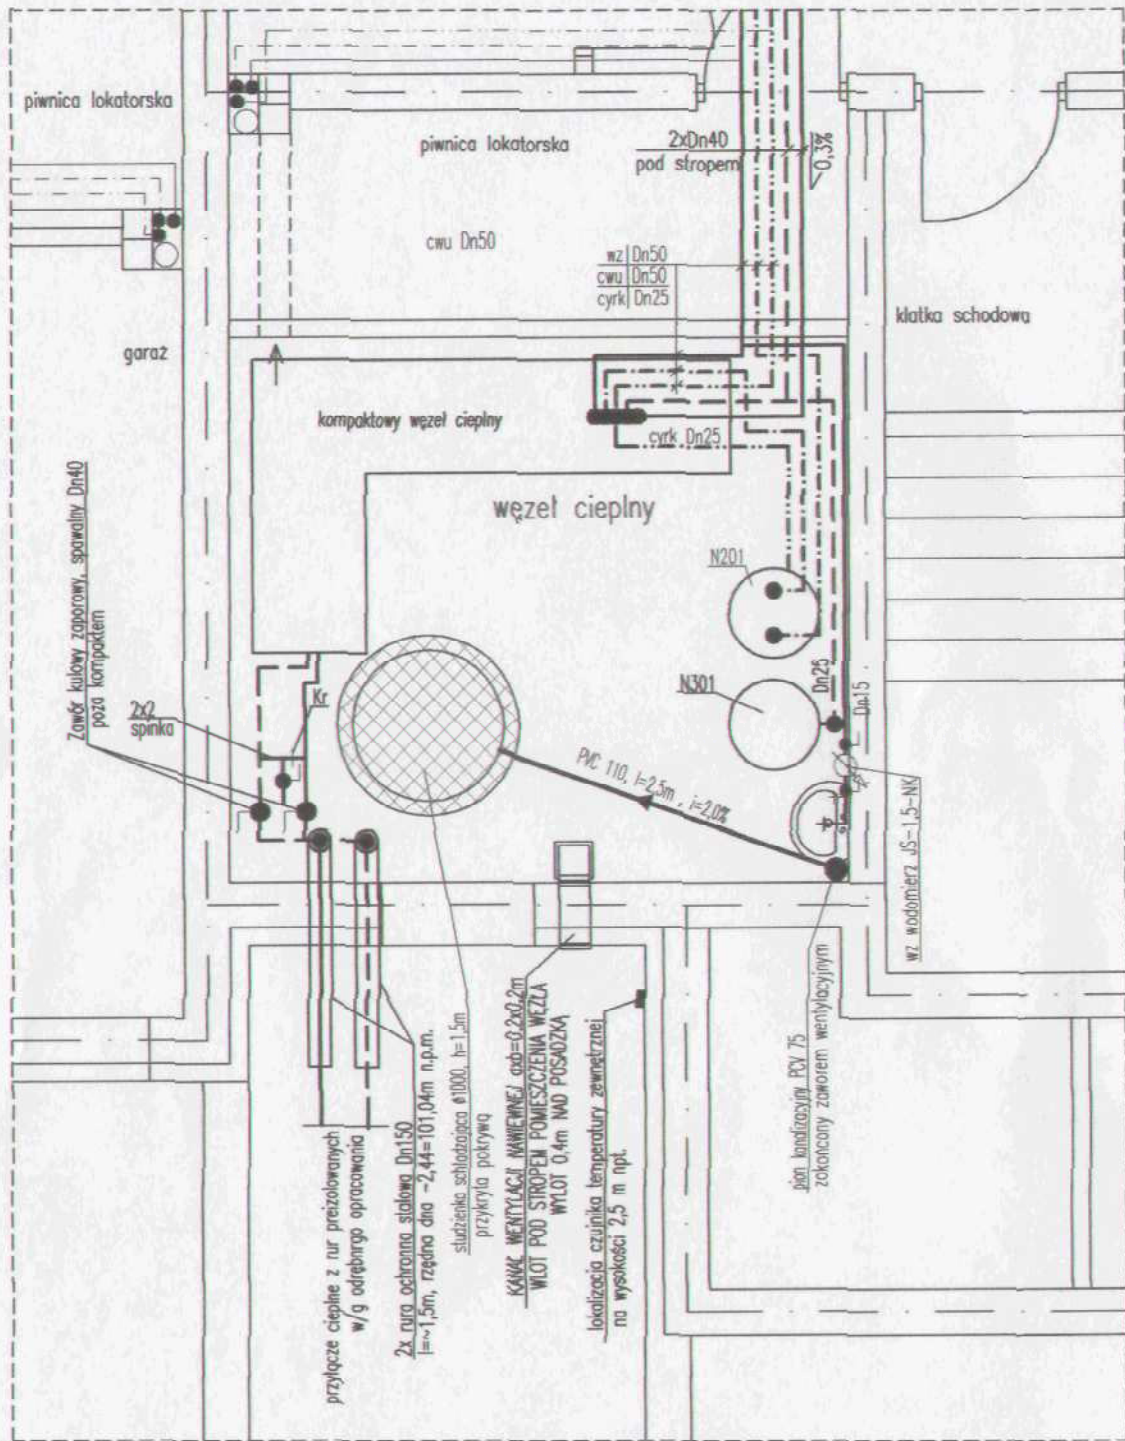 piwnica lokatorska
piwnica lokatorska
2xDn40
pod stropem
0,3%
cwu Dn50
wz Dn50
cwu Dn50
cyrk Dn25
klatka schodowa
garaż
kompaktowy węzeł cieplny
cyrk Dn25
węzeł cieplny
Zawór kulowy zaporowy, spawalny Dn40
poza kompaktem
N201
2x2
spinka
Kr
N301
Dn25
Dn15
PVC 110, l=2,5m , i=2,0%
wz wodomierz JS-1,5-NK
przyłącze cieplne z rur preizolowanych
w/g odrębnrgo opracowania
2x rura ochronna stalowa Dn150
l=~1,5m, rzędna dna -2,44=101,04m n.p.m.
studzienka schładzająca ø1000, h=1,5m
przykryta pokrywą
KANAŁ WENTYLACJI NAWIEWNEJ axb=0,2x0,2m
WLOT POD STROPEM POMIESZCZENIA WĘZŁA
WYLOT 0,4m NAD POSADZKĄ
lokalizacja czujnika temperatury zewnętrznej
na wysokości 2,5 m npt.
pion kandizacyjny PCV 75
zakończony zaworem wentylacyjnym